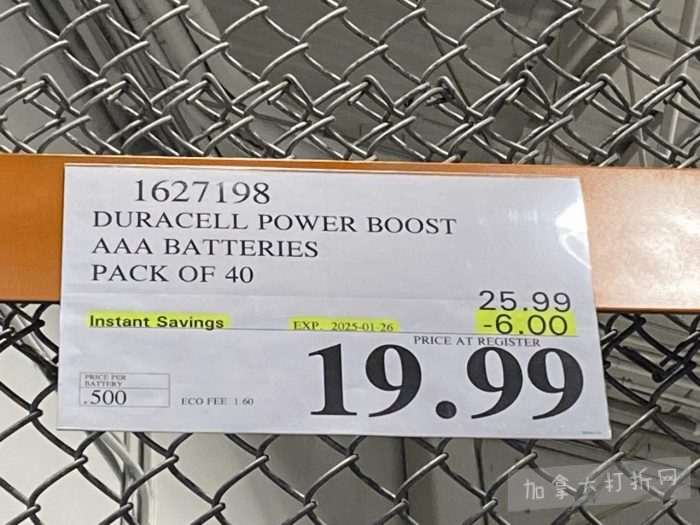 1627198
DURACELL POWER BOOST
AAA BATTERIES
PACK OF 40
25.99
Instant Savings EXP. 2025-01-26 -6.00
PRICE AT REGISTER
19.99
PRICE PER
BATTERY
.500
ECO FEE 1.60
加拿大打折网